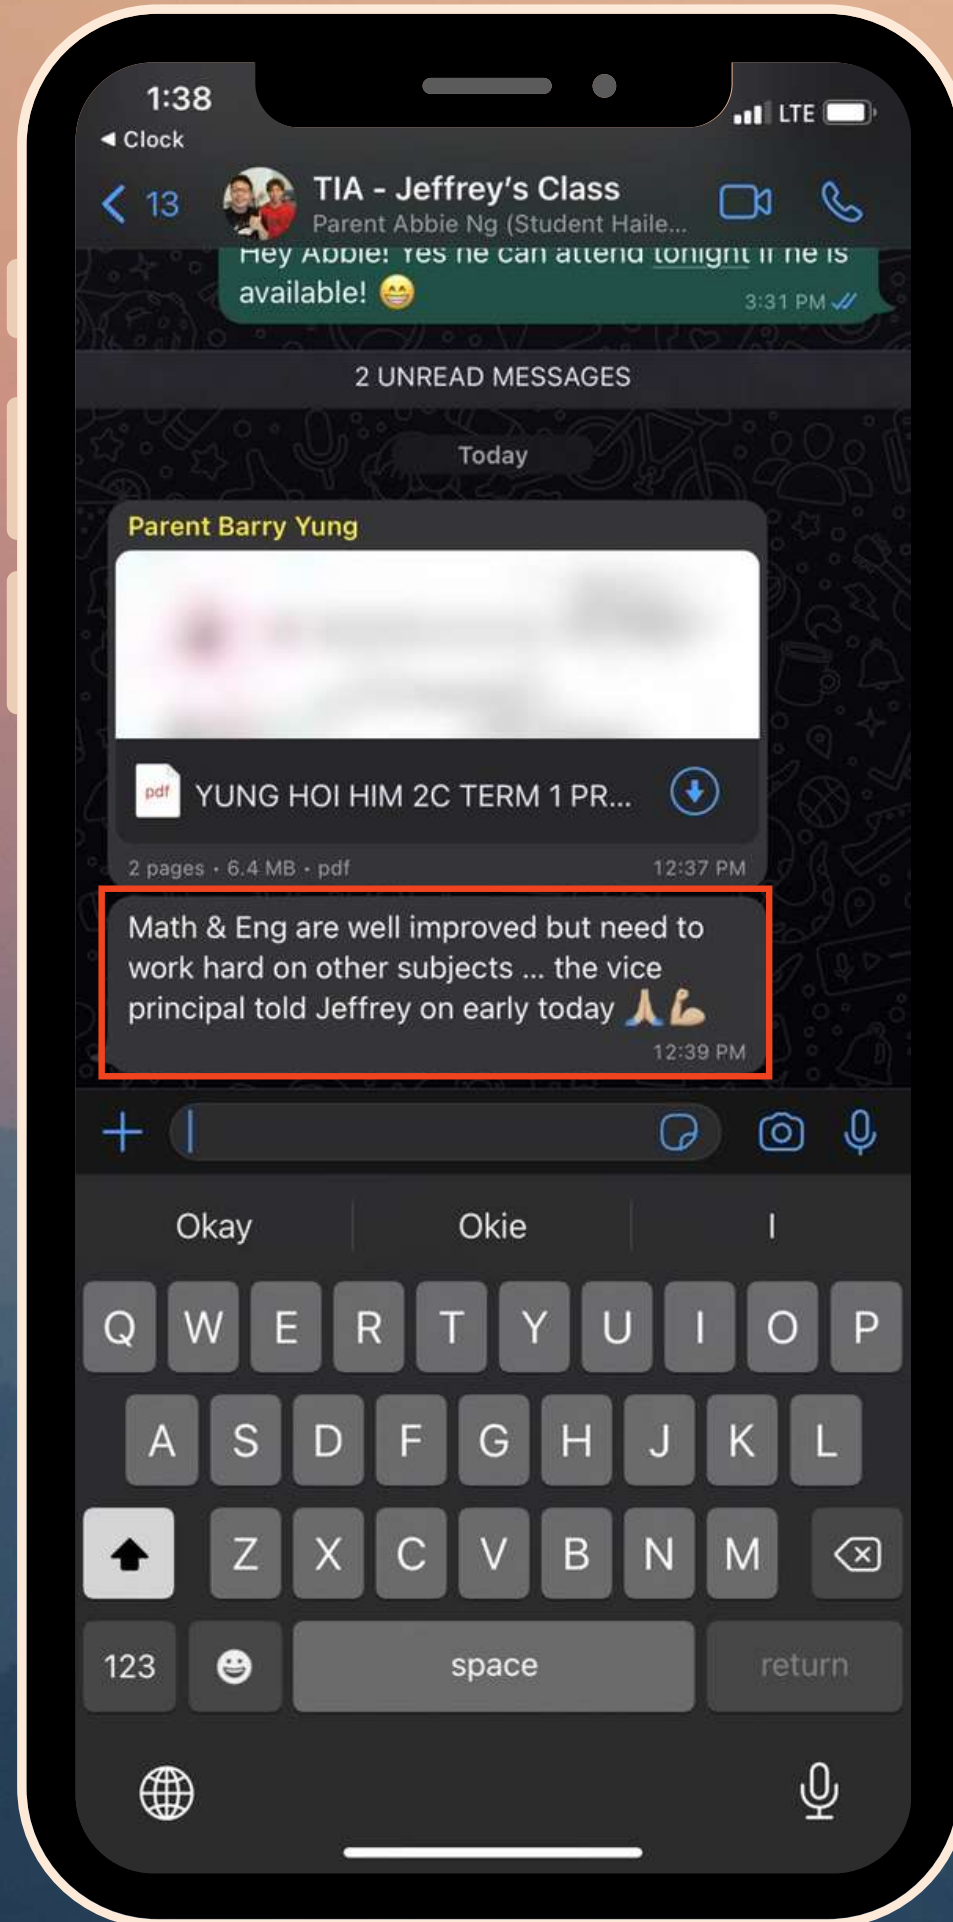 1:38
LTE
◀ Clock
13
TIA - Jeffrey's Class
Parent Abbie Ng (Student Haile...
Hey Abbie! Yes he can attend tonight if he is
available! 😁
3:31 PM
2 UNREAD MESSAGES
Today
Parent Barry Yung
pdf
YUNG HOI HIM 2C TERM 1 PR...
2 pages • 6.4 MB • pdf
12:37 PM
Math & Eng are well improved but need to
work hard on other subjects ... the vice
principal told Jeffrey on early today 🙏🏼💪🏼
12:39 PM
Okay Okie I
Q W E R T Y U I O P
A S D F G H J K L
Z X C V B N M
123 space return